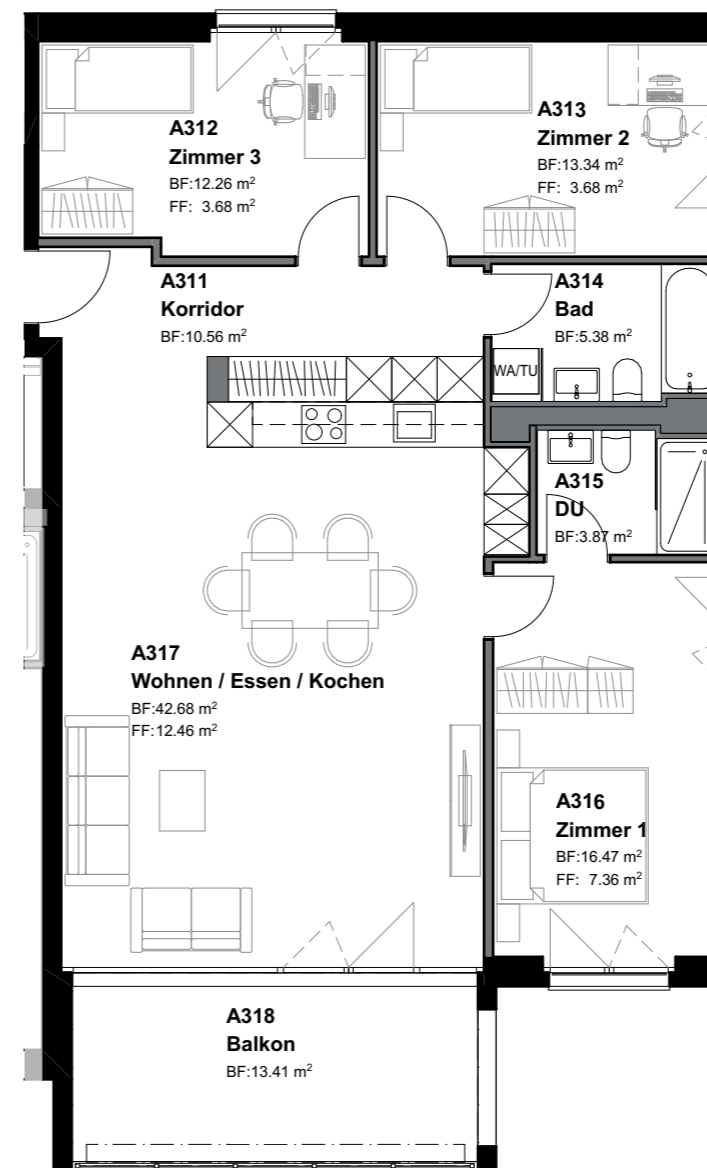 A312
Zimmer 3
BF:12.26 m²
FF: 3.68 m²
A313
Zimmer 2
BF:13.34 m²
FF: 3.68 m²
A311
Korridor
BF:10.56 m²
A314
Bad
BF:5.38 m²
WA/TU
A315
DU
BF:3.87 m²
A317
Wohnen / Essen / Kochen
BF:42.68 m²
FF:12.46 m²
A316
Zimmer 1
BF:16.47 m²
FF: 7.36 m²
A318
Balkon
BF:13.41 m²